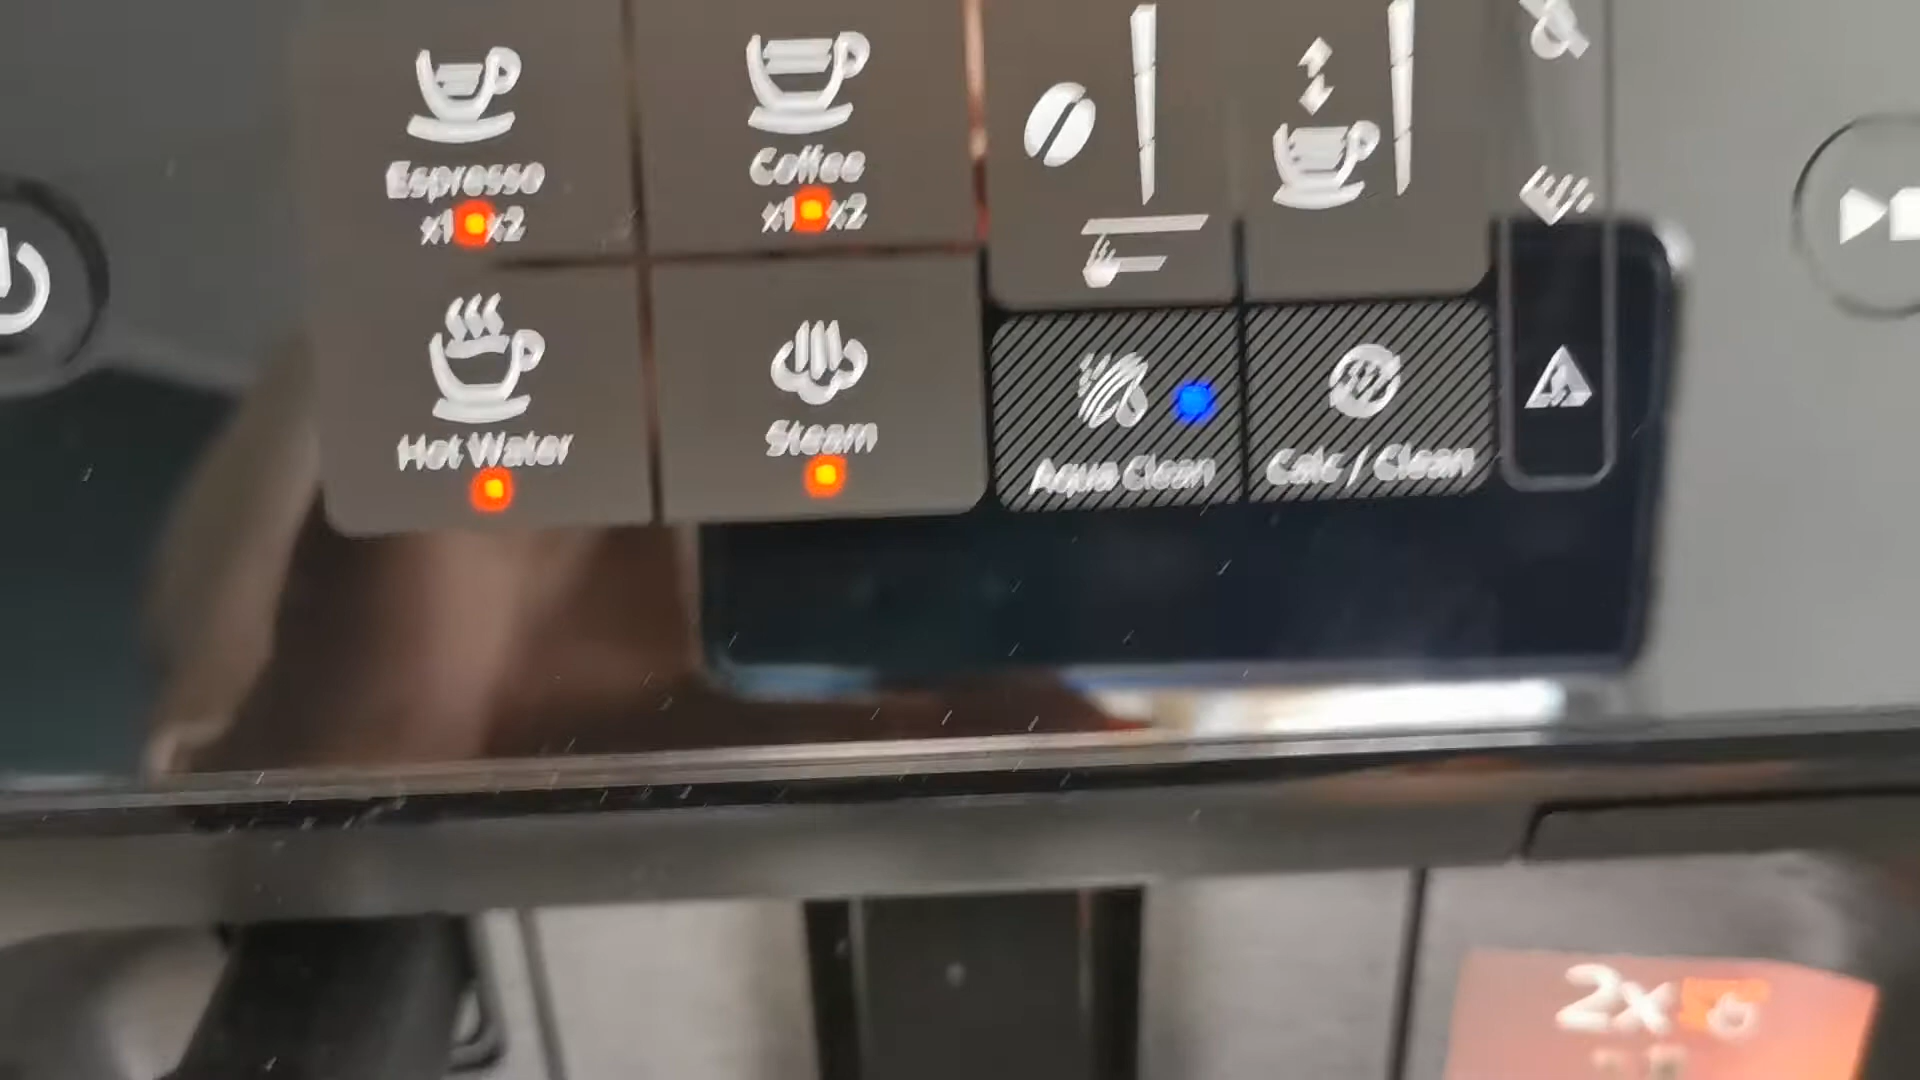 Espresso
x1 x2
Coffee
x1 x2
Hot Water
Steam
Aqua Clean
Calc / Clean
2x